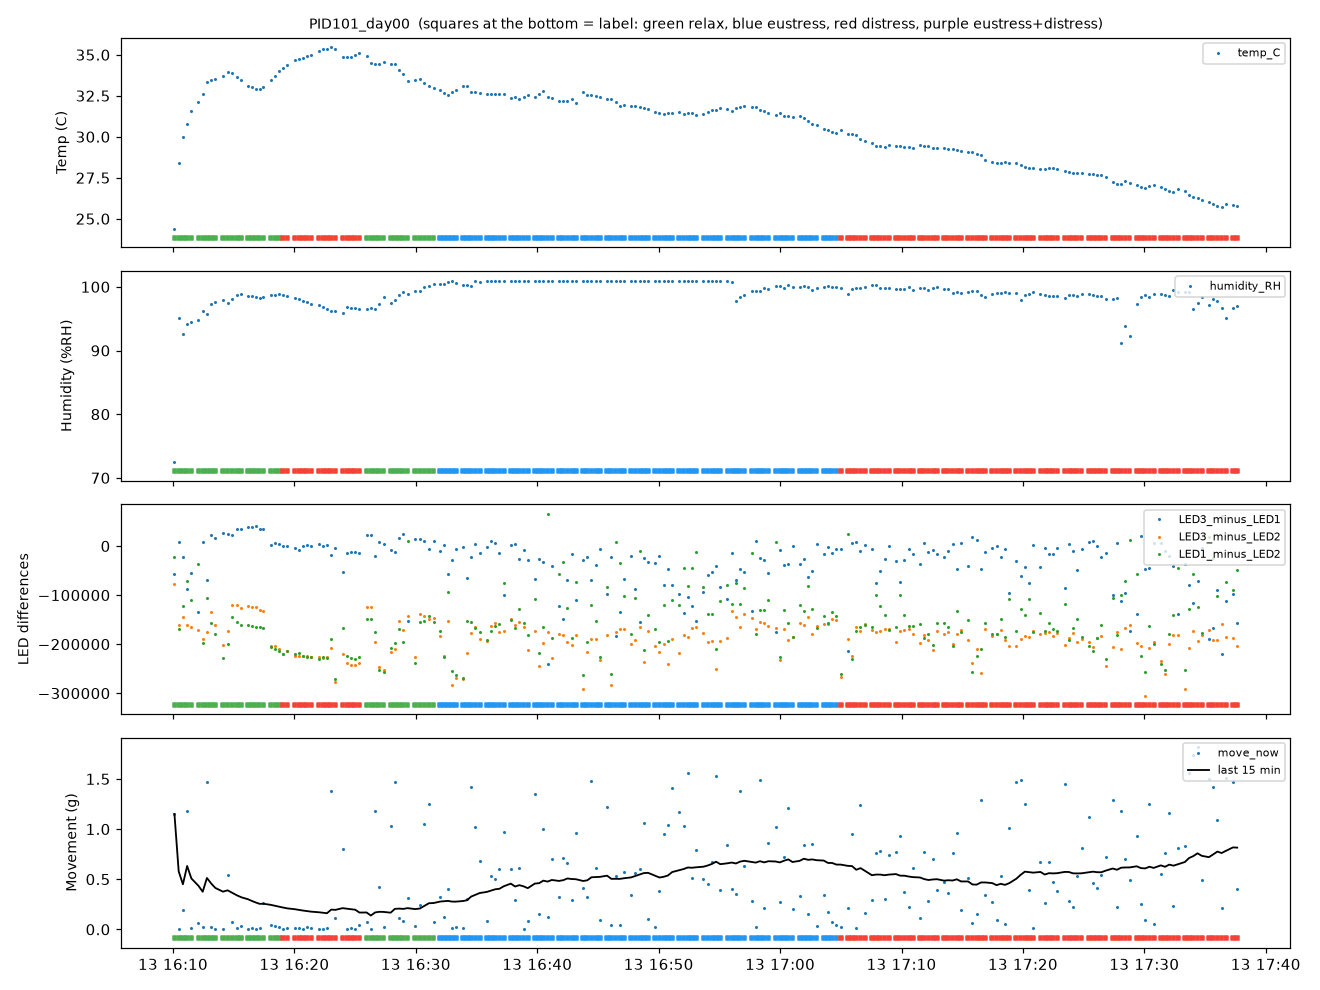 PID101_day00  (squares at the bottom = label: green relax, blue eustress, red distress, purple eustress+distress)
Temp (C)
35.0
32.5
30.0
27.5
25.0
temp_C
Humidity (%RH)
100
90
80
70
humidity_RH
LED differences
0
−100000
−200000
−300000
LED3_minus_LED1
LED3_minus_LED2
LED1_minus_LED2
Movement (g)
1.5
1.0
0.5
0.0
move_now
last 15 min
13 16:10 13 16:20 13 16:30 13 16:40 13 16:50 13 17:00 13 17:10 13 17:20 13 17:30 13 17:40